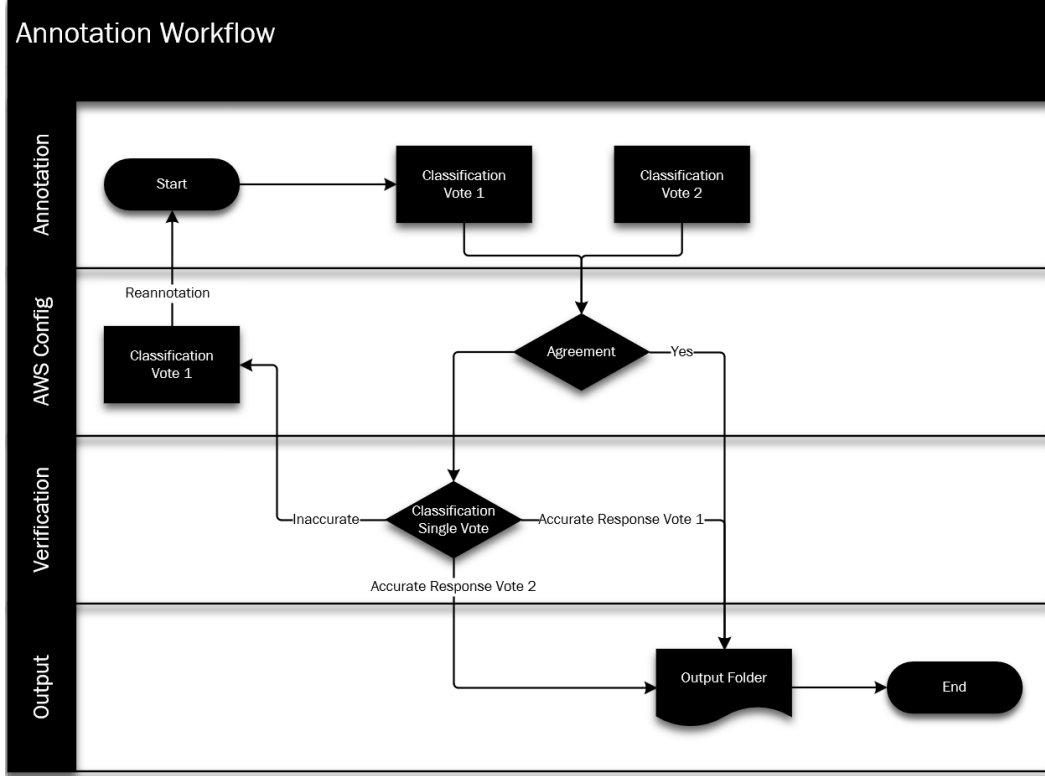 Annotation Workflow
Annotation
Start
Classification
Vote 1
Classification
Vote 2
AWS Config
Reannotation
Classification
Vote 1
Agreement
Yes
Verification
Inaccurate
Classification
Single Vote
Accurate Response Vote 1
Accurate Response Vote 2
Output
Output Folder
End